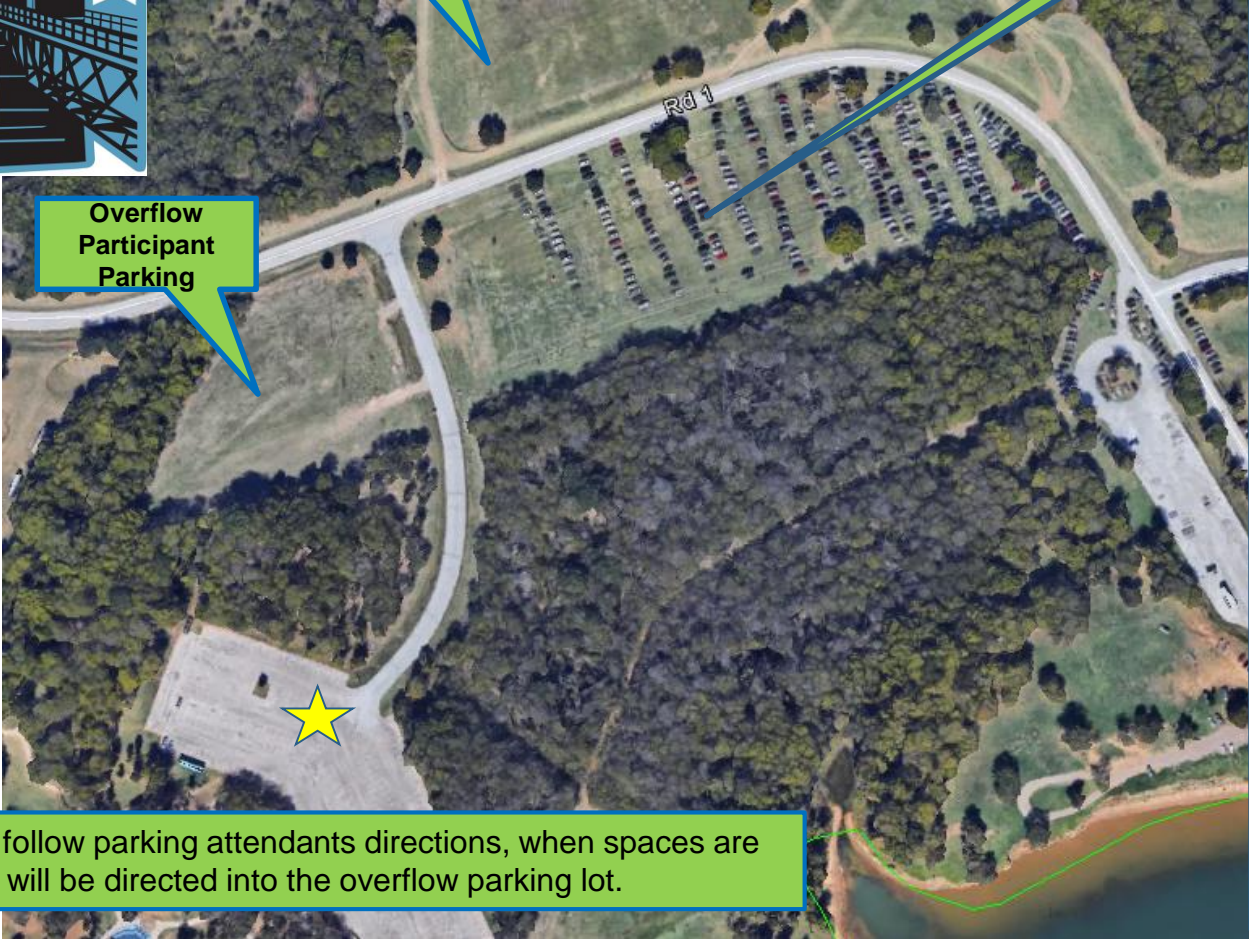 Rd 1
Overflow
Participant
Parking
follow parking attendants directions, when spaces are
will be directed into the overflow parking lot.